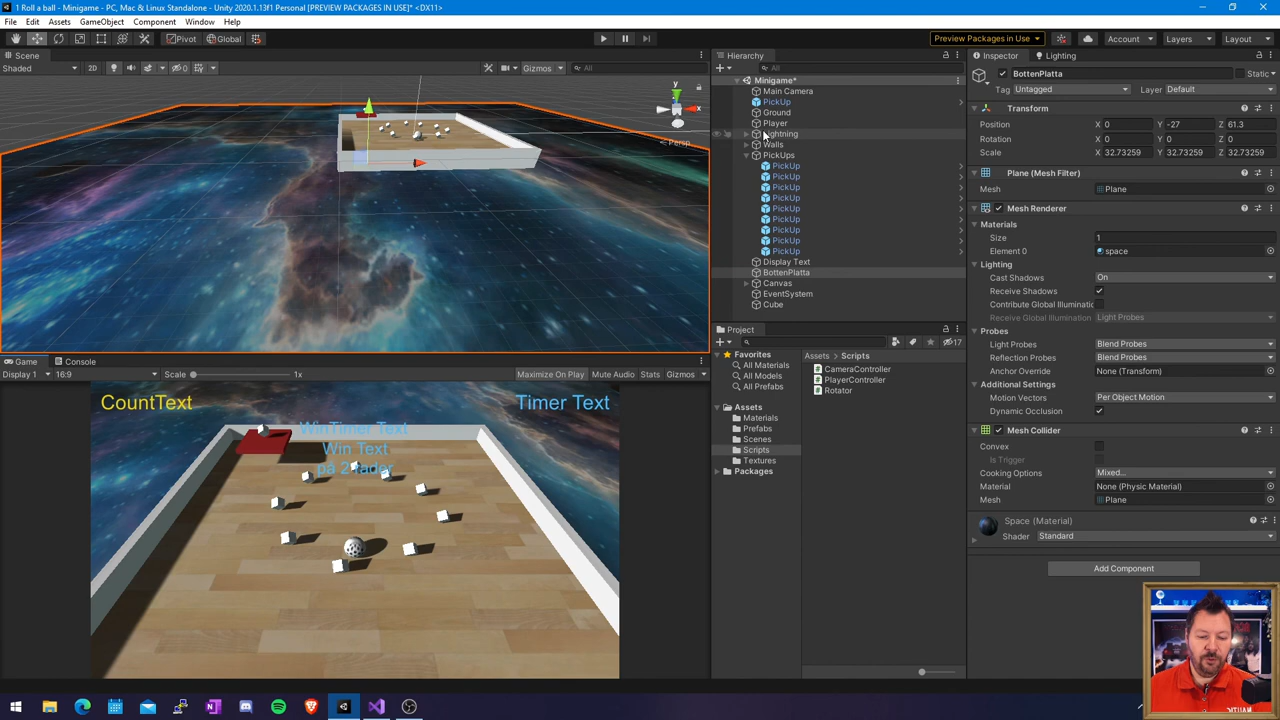 1 Roll a ball - Minigame - PC, Mac & Linux Standalone - Unity 2020.1.13f1 Personal [PREVIEW PACKAGES IN USE]* <DX11>
File Edit Assets GameObject Component Window Help
Pivot Global
Preview Packages in Use
Account
Layers
Layout
Scene
Shaded
2D
0
Gizmos
All
y
x
Persp
Game
Console
Display 1
16:9
Scale
1x
Maximize On Play
Mute Audio
Stats
Gizmos
CountText
Timer Text
WinTimer Text
Win Text
på 2 rader
Hierarchy
All
Minigame*
Main Camera
PickUp
Ground
Player
Lightning
Walls
PickUps
PickUp
PickUp
PickUp
PickUp
PickUp
PickUp
PickUp
PickUp
PickUp
Display Text
BottenPlatta
Canvas
EventSystem
Cube
Project
17
Favorites
All Materials
All Models
All Prefabs
Assets
Materials
Prefabs
Scenes
Scripts
Textures
Packages
Assets > Scripts
CameraController
PlayerController
Rotator
Inspector
Lighting
BottenPlatta
Static
Tag Untagged
Layer Default
Transform
Position X 0 Y -27 Z 61.3
Rotation X 0 Y 0 Z 0
Scale X 32.73259 Y 32.73259 Z 32.73259
Plane (Mesh Filter)
Mesh Plane
Mesh Renderer
Materials
Size 1
Element 0 space
Lighting
Cast Shadows On
Receive Shadows
Contribute Global Illuminatic
Receive Global Illumination Light Probes
Probes
Light Probes Blend Probes
Reflection Probes Blend Probes
Anchor Override None (Transform)
Additional Settings
Motion Vectors Per Object Motion
Dynamic Occlusion
Mesh Collider
Convex
Is Trigger
Cooking Options Mixed...
Material None (Physic Material)
Mesh Plane
Space (Material)
Shader Standard
Add Component